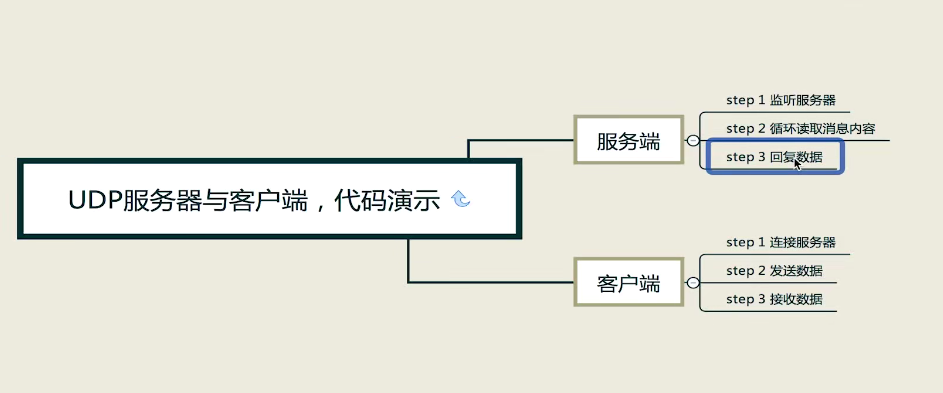 UDP服务器与客户端，代码演示
服务端
step 1 监听服务器
step 2 循环读取消息内容
step 3 回复数据
客户端
step 1 连接服务器
step 2 发送数据
step 3 接收数据